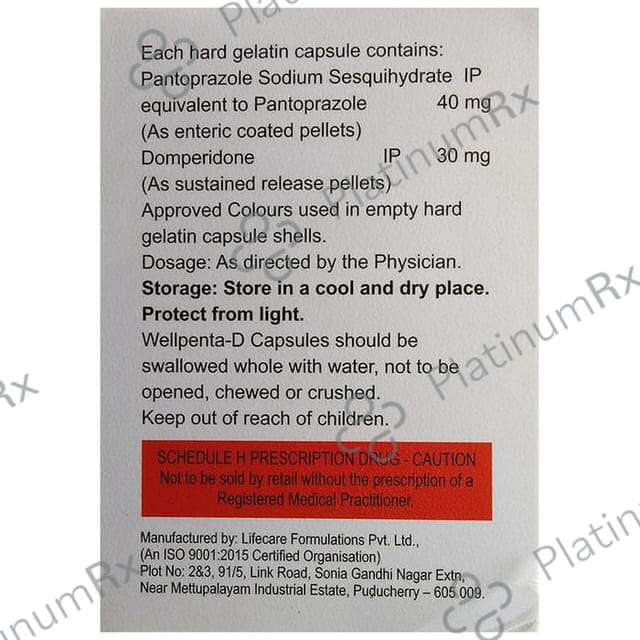 Each hard gelatin capsule contains:
Pantoprazole Sodium Sesquihydrate IP
equivalent to Pantoprazole 40 mg
(As enteric coated pellets)
Domperidone IP 30 mg
(As sustained release pellets)
Approved Colours used in empty hard
gelatin capsule shells.
Dosage: As directed by the Physician.
Storage: Store in a cool and dry place.
Protect from light.
Wellpenta-D Capsules should be
swallowed whole with water, not to be
opened, chewed or crushed.
Keep out of reach of children.
SCHEDULE H PRESCRIPTION DRUG - CAUTION
Not to be sold by retail without the prescription of a
Registered Medical Practitioner.
Manufactured by: Lifecare Formulations Pvt. Ltd.,
(An ISO 9001:2015 Certified Organisation)
Plot No: 2&3, 91/5, Link Road, Sonia Gandhi Nagar Extn,
Near Mettupalayam Industrial Estate, Puducherry – 605 009.
PlatinumRx
PlatinumRx
PlatinumRx
Rx
inumRx
Platin